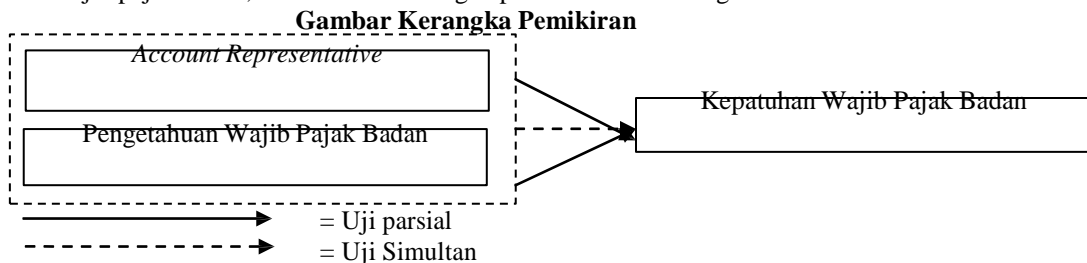 Gambar Kerangka Pemikiran
Account Representative
Kepatuhan Wajib Pajak Badan
Pengetahuan Wajib Pajak Badan
= Uji parsial
= Uji Simultan